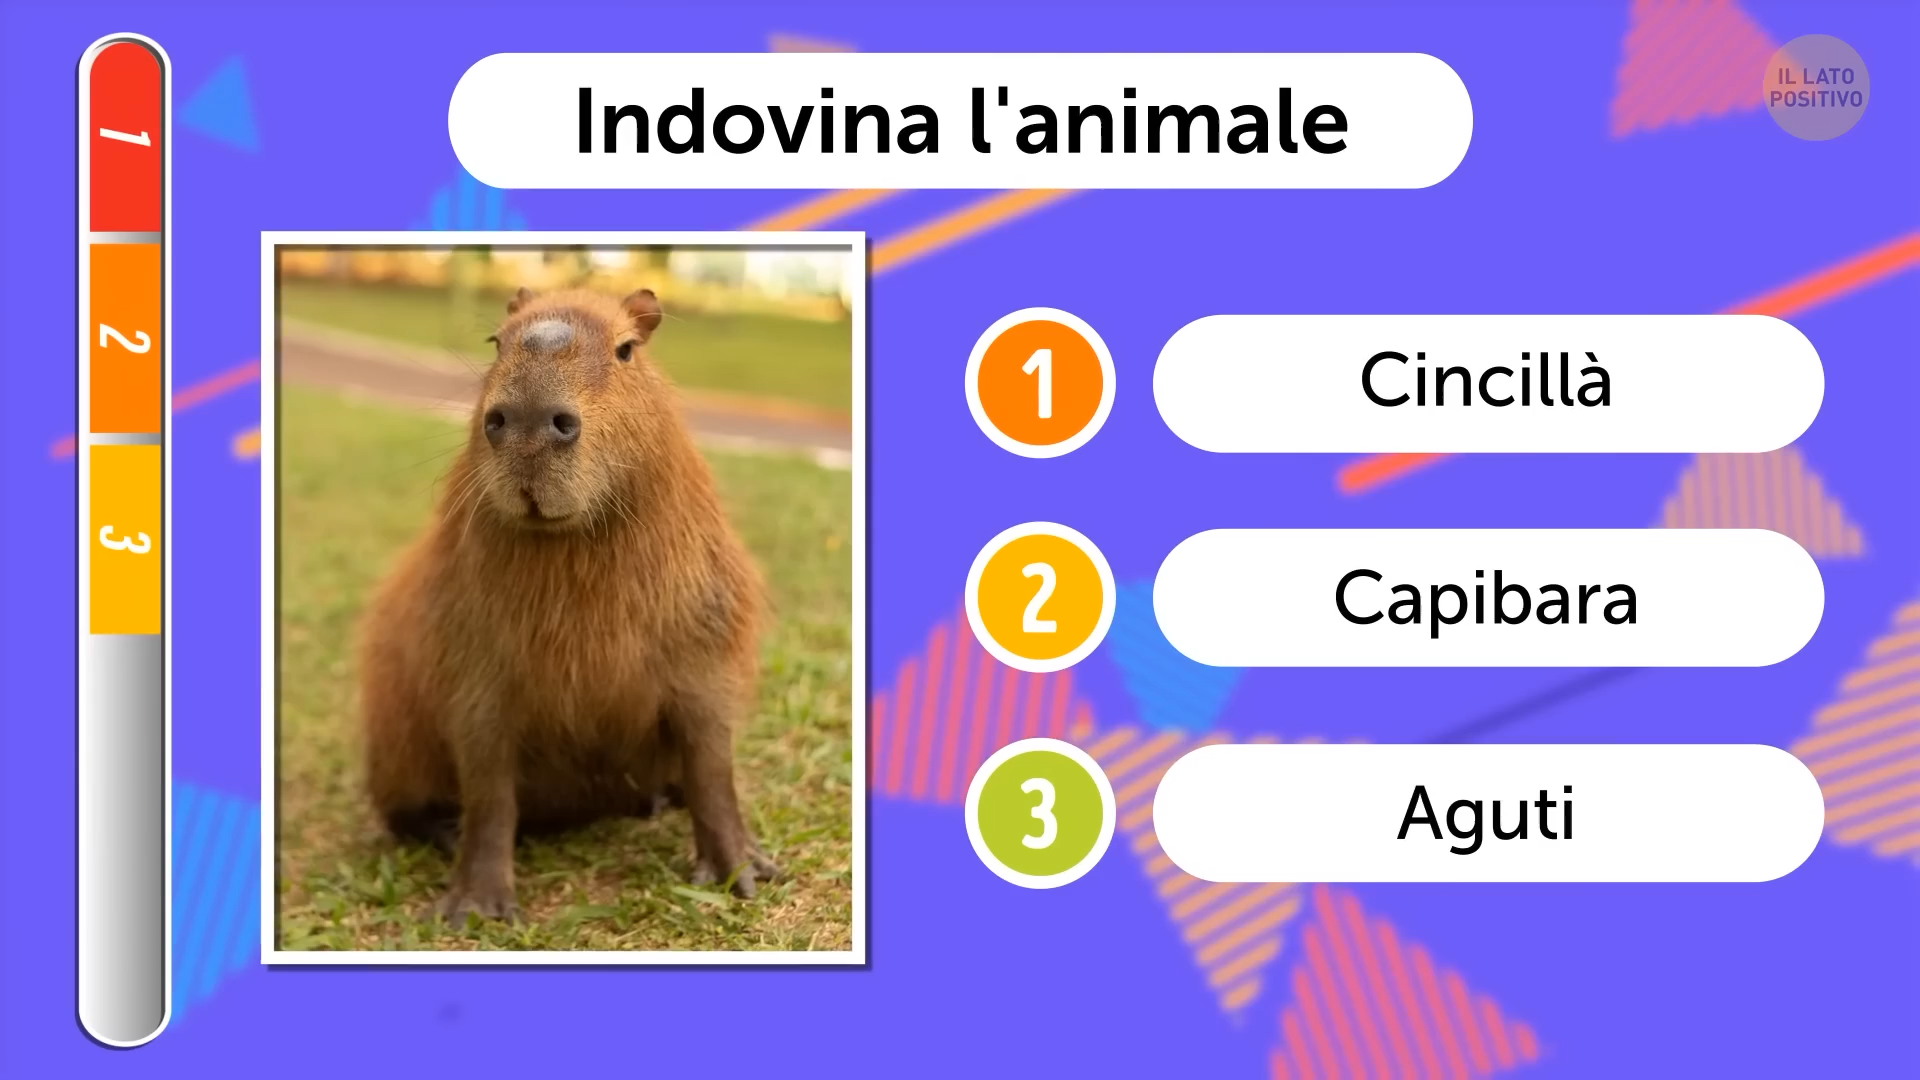 Indovina l'animale
IL LATO
POSITIVO
1
2
3
1 Cincillà
2 Capibara
3 Aguti